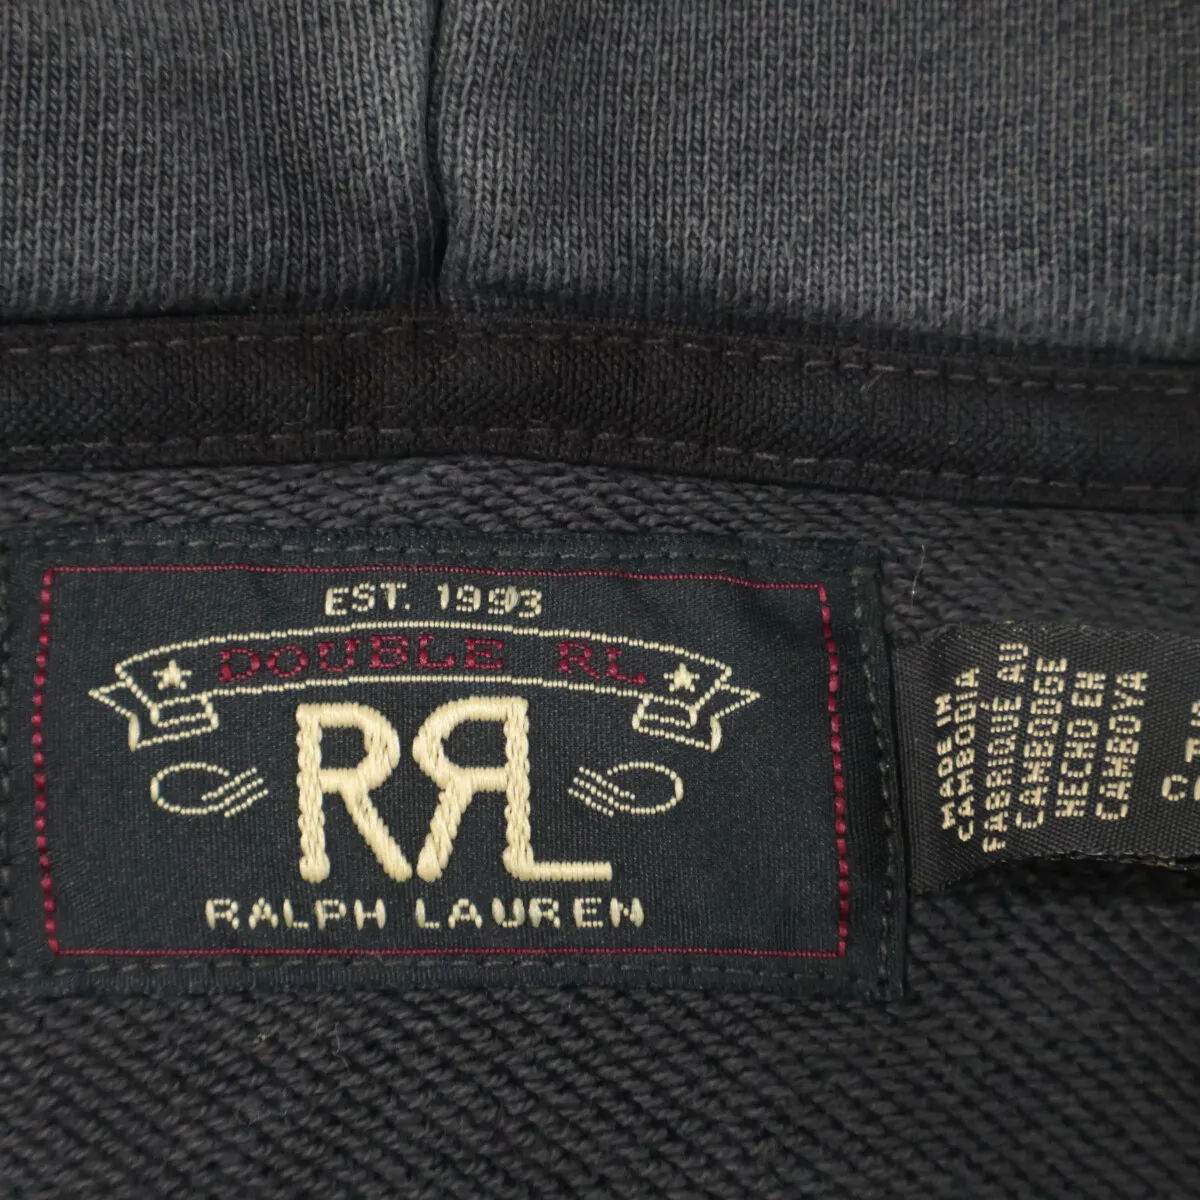 EST. 1993
DOUBLE RL
RRL
RALPH LAUREN
MADE IN
CAMBODIA
FABRIQUÉ AU
CAMBODGE
HECHO EN
CAMBOYA